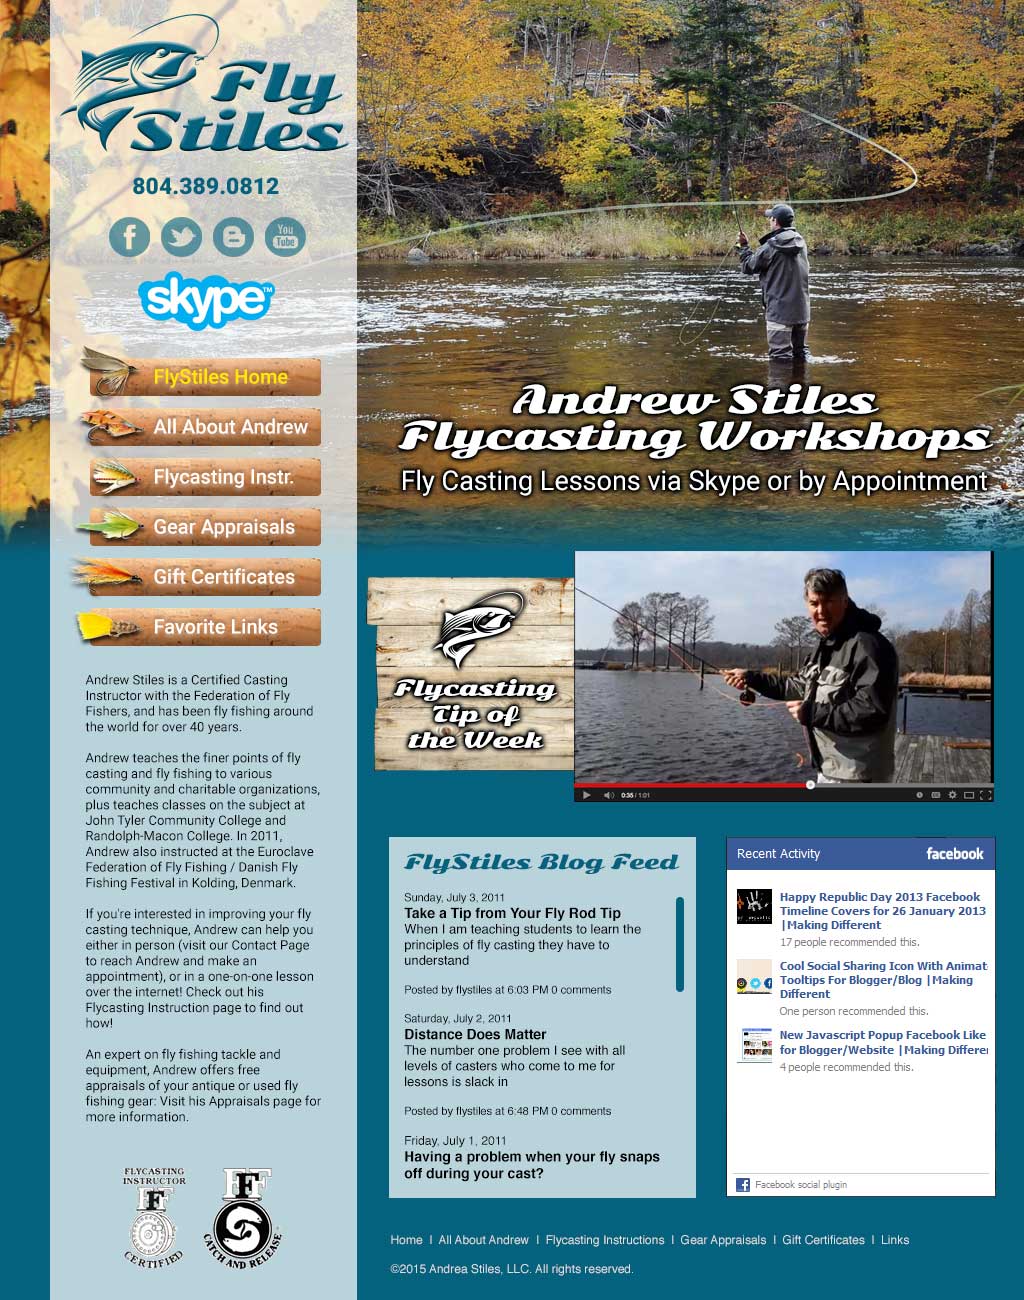 Fly
Stiles
804.389.0812
f
You
Tube
skype™
FlyStiles Home
All About Andrew
Flycasting Instr.
Gear Appraisals
Gift Certificates
Favorite Links
Andrew Stiles is a Certified Casting
Instructor with the Federation of Fly
Fishers, and has been fly fishing around
the world for over 40 years.
Andrew teaches the finer points of fly
casting and fly fishing to various
community and charitable organizations,
plus teaches classes on the subject at
John Tyler Community College and
Randolph-Macon College. In 2011,
Andrew also instructed at the Euroclave
Federation of Fly Fishing / Danish Fly
Fishing Festival in Kolding, Denmark.
If you're interested in improving your fly
casting technique, Andrew can help you
either in person (visit our Contact Page
to reach Andrew and make an
appointment), or in a one-on-one lesson
over the internet! Check out his
Flycasting Instruction page to find out
how!
An expert on fly fishing tackle and
equipment, Andrew offers free
appraisals of your antique or used fly
fishing gear: Visit his Appraisals page for
more information.
FLYCASTING
INSTRUCTOR
FF
CERTIFIED
FF
CATCH AND RELEASE
Andrew Stiles
Flycasting Workshops
Fly Casting Lessons via Skype or by Appointment
Flycasting
Tip of
the Week
0:35 / 1:01
FlyStiles Blog Feed
Sunday, July 3, 2011
Take a Tip from Your Fly Rod Tip
When I am teaching students to learn the
principles of fly casting they have to
understand
Posted by flystiles at 6:03 PM 0 comments
Saturday, July 2, 2011
Distance Does Matter
The number one problem I see with all
levels of casters who come to me for
lessons is slack in
Posted by flystiles at 6:48 PM 0 comments
Friday, July 1, 2011
Having a problem when your fly snaps
off during your cast?
Recent Activity
facebook
Happy Republic Day 2013 Facebook
Timeline Covers for 26 January 2013
|Making Different
17 people recommended this.
Cool Social Sharing Icon With Animat
Tooltips For Blogger/Blog |Making
Different
One person recommended this.
New Javascript Popup Facebook Like
for Blogger/Website |Making Differen
4 people recommended this.
Facebook social plugin
Home | All About Andrew | Flycasting Instructions | Gear Appraisals | Gift Certificates | Links
©2015 Andrea Stiles, LLC. All rights reserved.